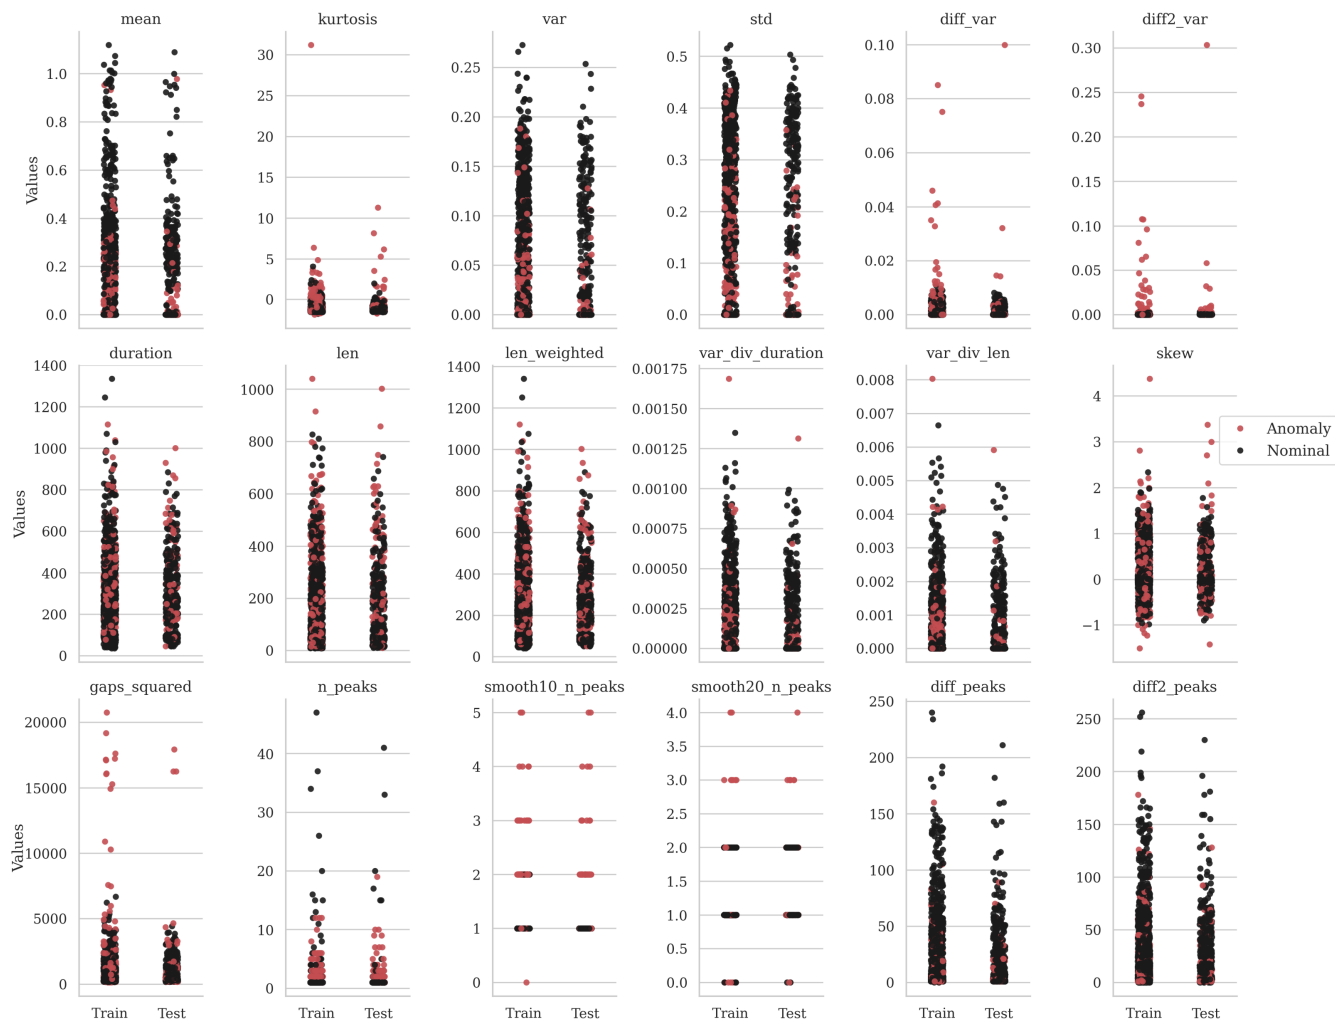 mean kurtosis var std diff_var diff2_var
Values
1.0 0.8 0.6 0.4 0.2 0.0
30 25 20 15 10 5 0
0.25 0.20 0.15 0.10 0.05 0.00
0.5 0.4 0.3 0.2 0.1 0.0
0.10 0.08 0.06 0.04 0.02 0.00
0.30 0.25 0.20 0.15 0.10 0.05 0.00
duration len len_weighted var_div_duration var_div_len skew
Values
1400 1200 1000 800 600 400 200 0
1000 800 600 400 200 0
1400 1200 1000 800 600 400 200 0
0.00175 0.00150 0.00125 0.00100 0.00075 0.00050 0.00025 0.00000
0.008 0.007 0.006 0.005 0.004 0.003 0.002 0.001 0.000
4 3 2 1 0 −1
Anomaly
Nominal
gaps_squared n_peaks smooth10_n_peaks smooth20_n_peaks diff_peaks diff2_peaks
Values
20000 15000 10000 5000 0
40 30 20 10 0
5 4 3 2 1 0
4.0 3.5 3.0 2.5 2.0 1.5 1.0 0.5 0.0
250 200 150 100 50 0
250 200 150 100 50 0
Train Test Train Test Train Test Train Test Train Test Train Test